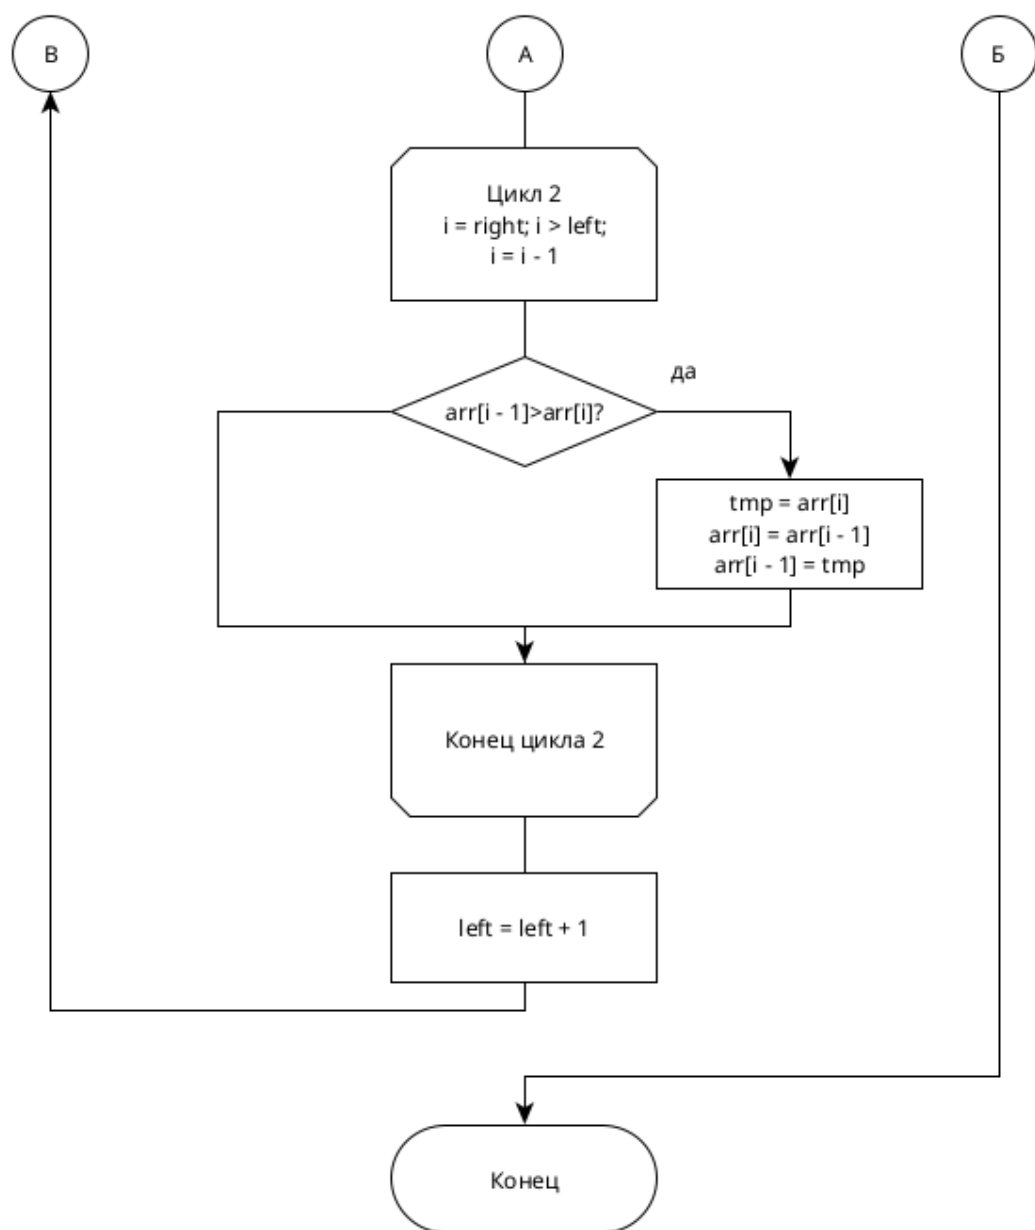 В
А
Б
Цикл 2
i = right; i > left;
i = i - 1
да
arr[i - 1]>arr[i]?
tmp = arr[i]
arr[i] = arr[i - 1]
arr[i - 1] = tmp
Конец цикла 2
left = left + 1
Конец